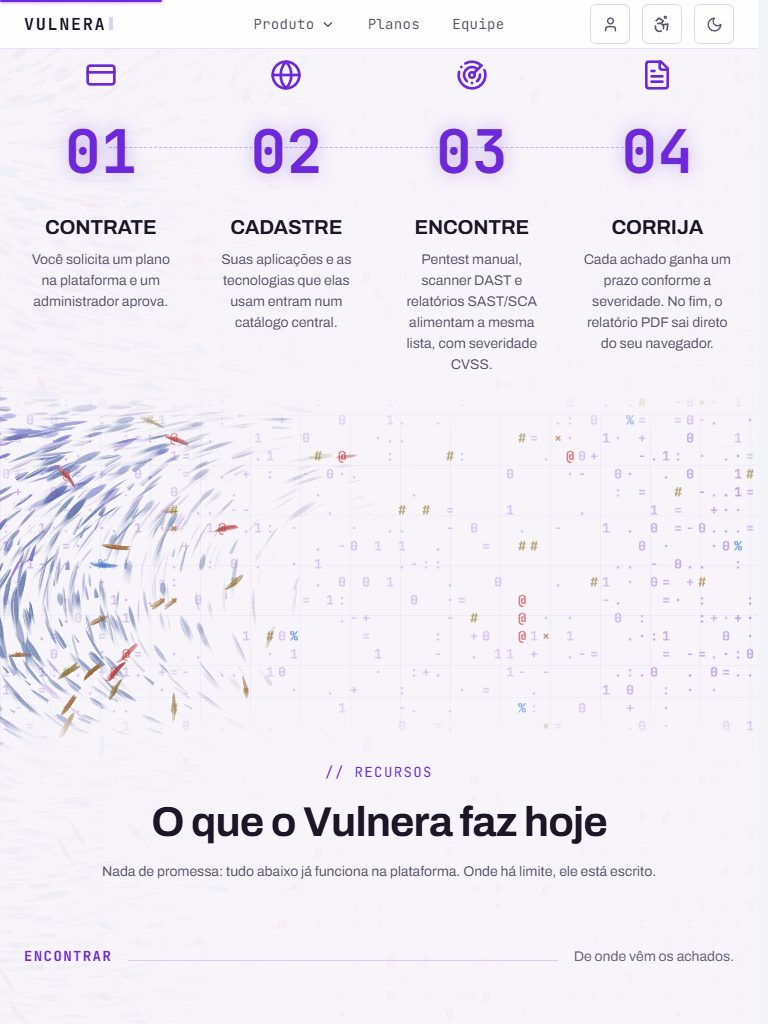 VULNERA
Produto
Planos
Equipe
01
02
03
04
CONTRATE
Você solicita um plano
na plataforma e um
administrador aprova.
CADASTRE
Suas aplicações e as
tecnologias que elas
usam entram num
catálogo central.
ENCONTRE
Pentest manual,
scanner DAST e
relatórios SAST/SCA
alimentam a mesma
lista, com severidade
CVSS.
CORRIJA
Cada achado ganha um
prazo conforme a
severidade. No fim, o
relatório PDF sai direto
do seu navegador.
// RECURSOS
O que o Vulnera faz hoje
Nada de promessa: tudo abaixo já funciona na plataforma. Onde há limite, ele está escrito.
ENCONTRAR
De onde vêm os achados.